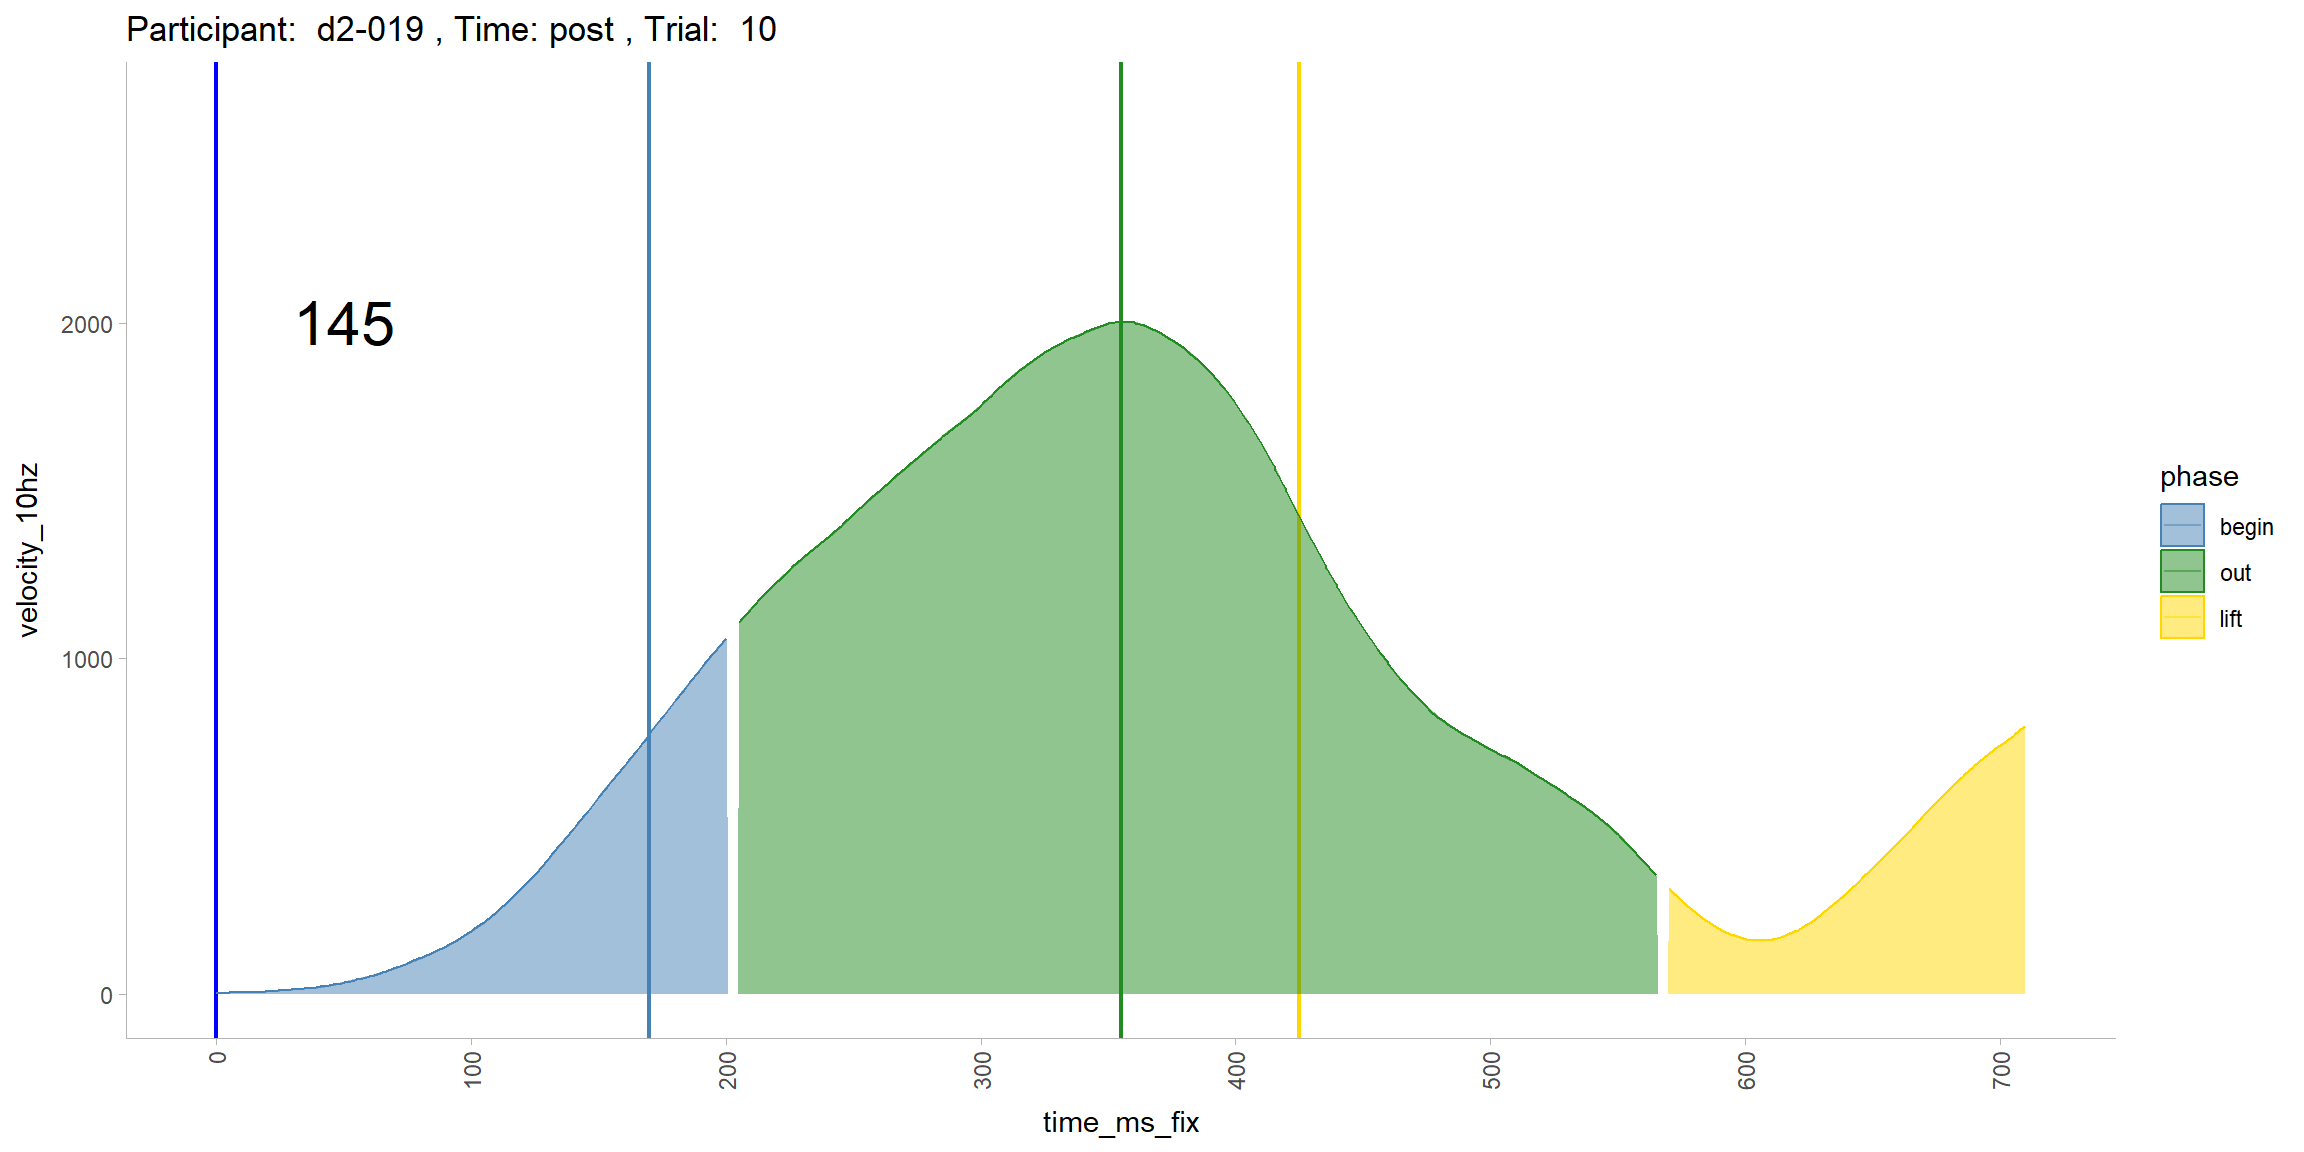 Participant:  d2-019 , Time: post , Trial:  10
145
velocity_10hz
2000
1000
0
0
100
200
300
400
500
600
700
time_ms_fix
phase
begin
out
lift